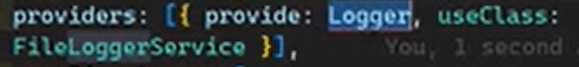 providers: [{ provide: Logger, useClass:
FileLoggerService }],    You, 1 second